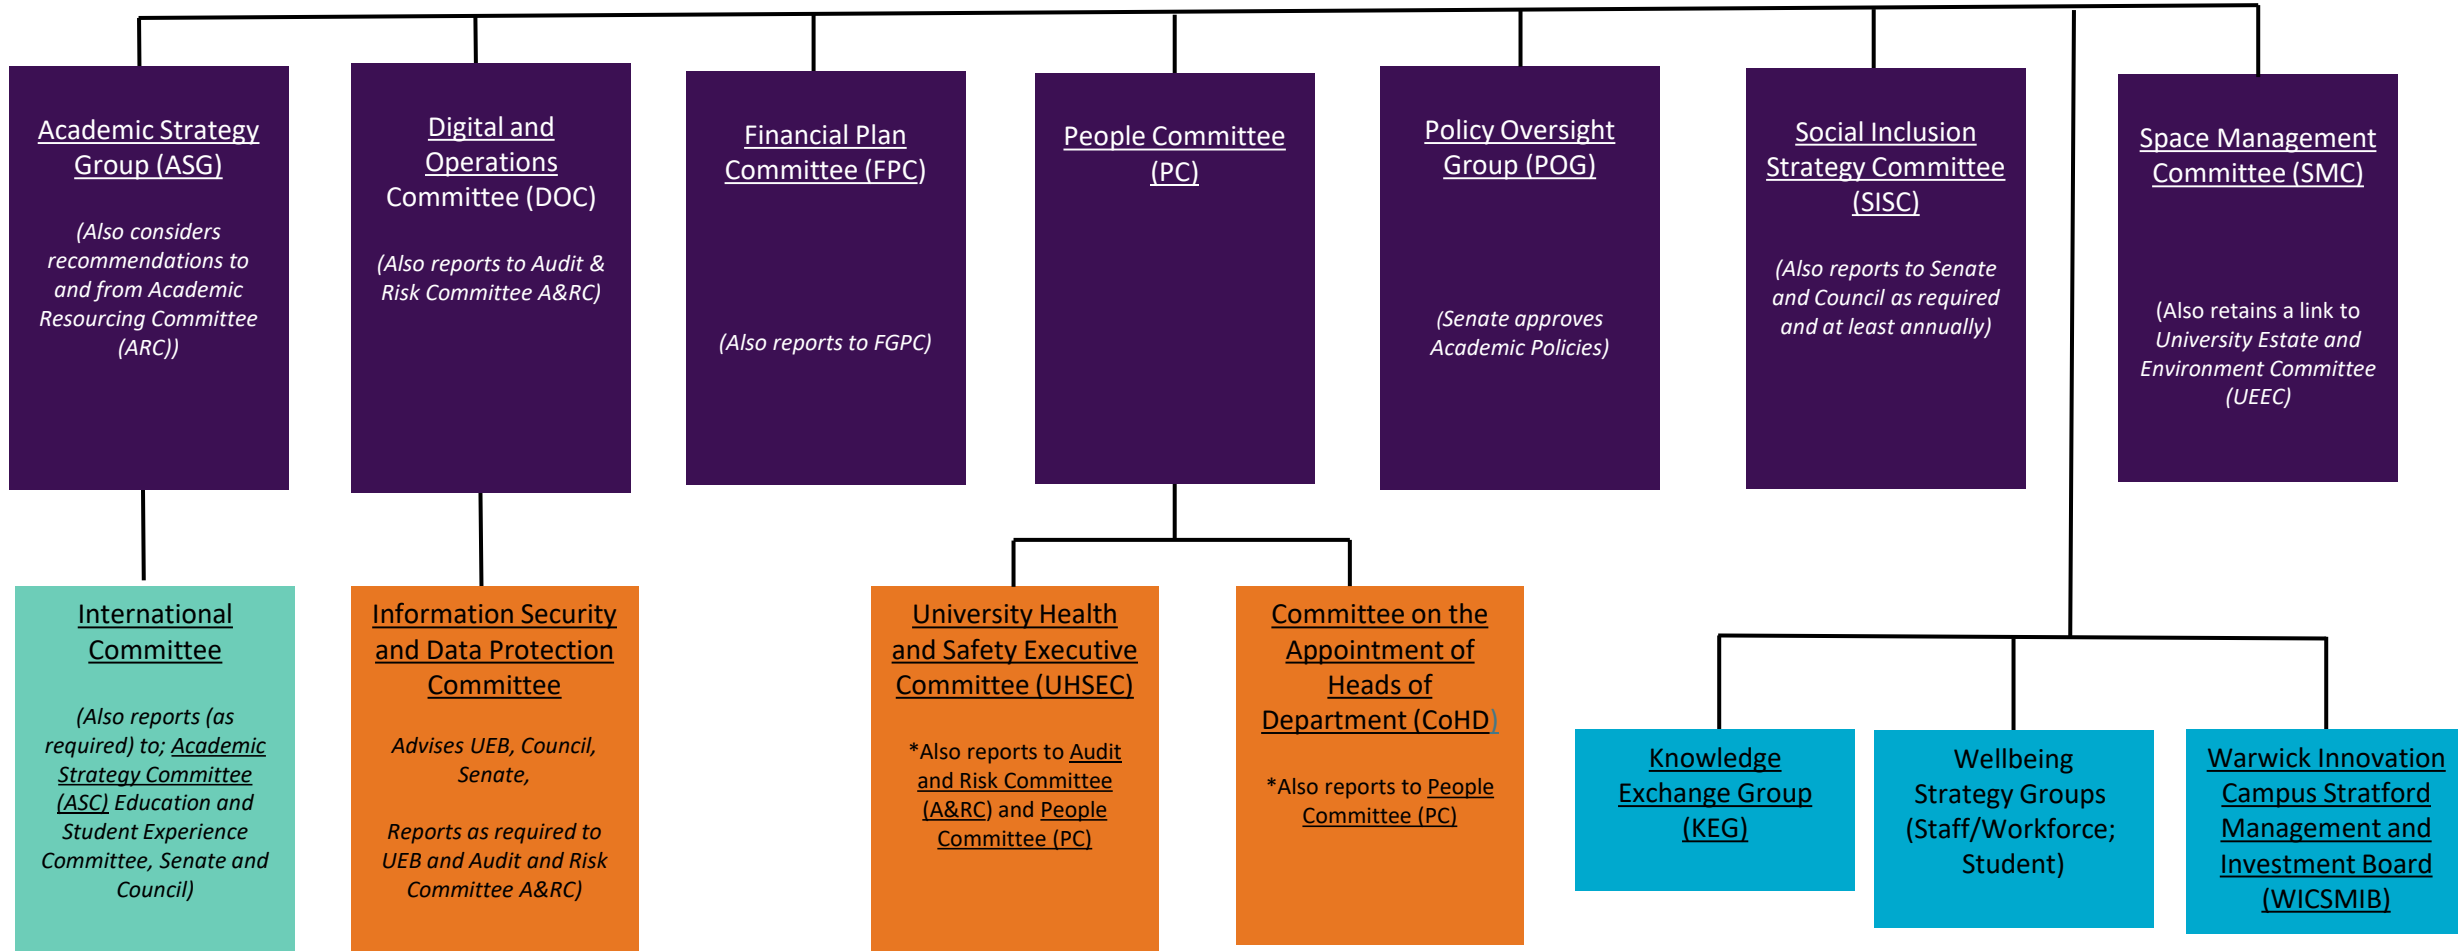 Academic Strategy
Group (ASG)
(Also considers
recommendations to
and from Academic
Resourcing Committee
(ARC))
Digital and
Operations
Committee (DOC)
(Also reports to Audit &
Risk Committee A&RC)
Financial Plan
Committee (FPC)
(Also reports to FGPC)
People Committee
(PC)
Policy Oversight
Group (POG)
(Senate approves
Academic Policies)
Social Inclusion
Strategy Committee
(SISC)
(Also reports to Senate
and Council as required
and at least annually)
Space Management
Committee (SMC)
(Also retains a link to
University Estate and
Environment Committee
(UEEC)
International
Committee
(Also reports (as
required) to; Academic
Strategy Committee
(ASC) Education and
Student Experience
Committee, Senate and
Council)
Information Security
and Data Protection
Committee
Advises UEB, Council,
Senate,
Reports as required to
UEB and Audit and Risk
Committee A&RC)
University Health
and Safety Executive
Committee (UHSEC)
*Also reports to Audit
and Risk Committee
(A&RC) and People
Committee (PC)
Committee on the
Appointment of
Heads of
Department (CoHD)
*Also reports to People
Committee (PC)
Knowledge
Exchange Group
(KEG)
Wellbeing
Strategy Groups
(Staff/Workforce;
Student)
Warwick Innovation
Campus Stratford
Management and
Investment Board
(WICSMIB)